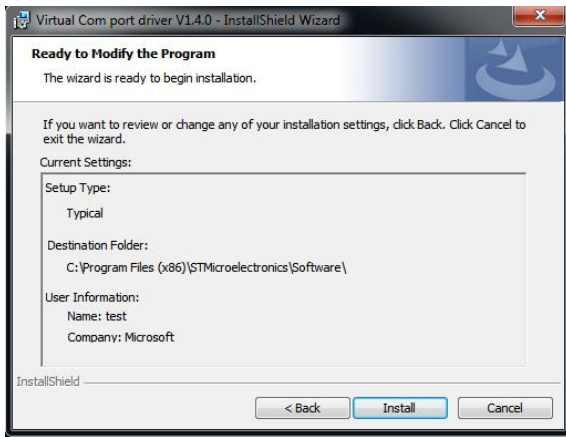 Virtual Com port driver V1.4.0 - InstallShield Wizard
Ready to Modify the Program
The wizard is ready to begin installation.
If you want to review or change any of your installation settings, click Back. Click Cancel to
exit the wizard.
Current Settings:
Setup Type:
Typical
Destination Folder:
C:\Program Files (x86)\STMicroelectronics\Software\
User Information:
Name: test
Company: Microsoft
InstallShield
< Back
Install
Cancel